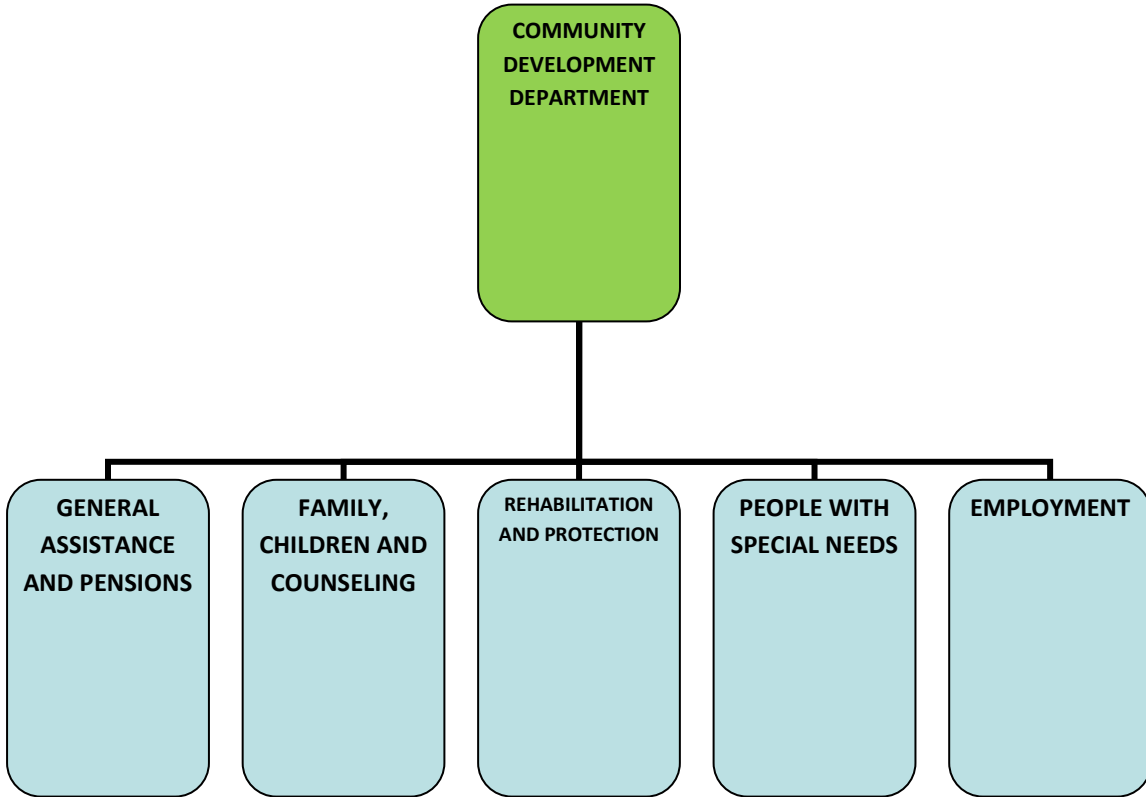 COMMUNITY
DEVELOPMENT
DEPARTMENT
GENERAL
ASSISTANCE
AND PENSIONS
FAMILY,
CHILDREN AND
COUNSELING
REHABILITATION
AND PROTECTION
PEOPLE WITH
SPECIAL NEEDS
EMPLOYMENT